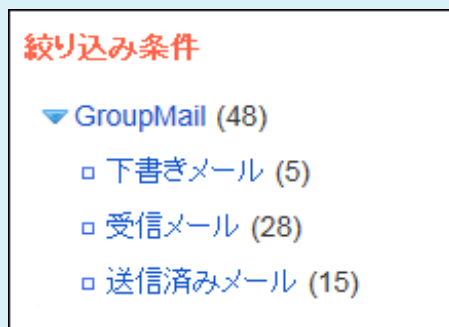 絞り込み条件
GroupMail (48)
下書きメール (5)
受信メール (28)
送信済みメール (15)